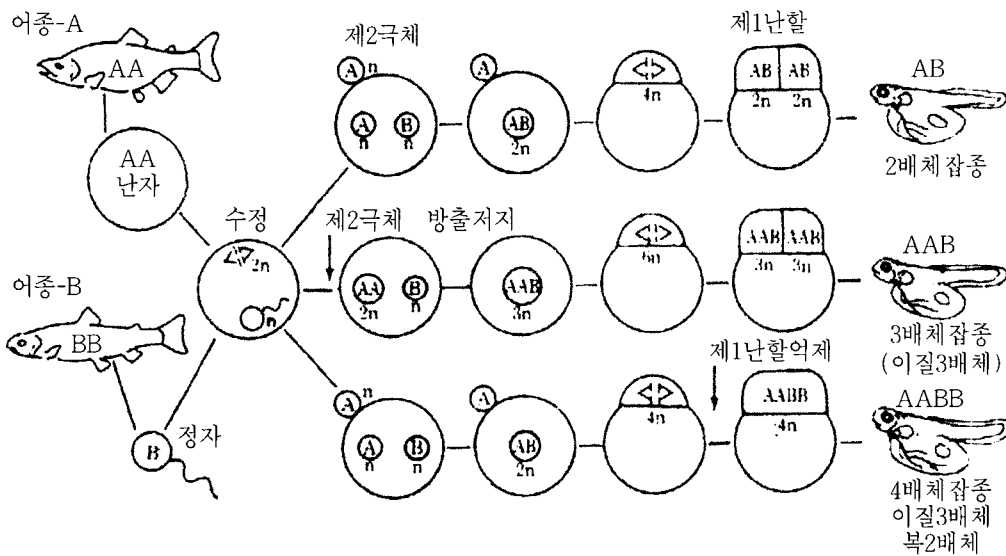 어종-A
AA
AA
난자
어종-B
BB
B
정자
수정
2n
n
제2극체
A n
A B
n n
A
AB
2n
4n
제1난할
AB AB
2n 2n
AB
2배체잡종
제2극체 방출저지
AA B
2n n
AAB
3n
6n
AAB AAB
3n 3n
AAB
3배체잡종
(이질3배체)
A n
A B
n n
A
AB
2n
4n
제1난할억제
AABB
4n
AABB
4배체잡종
이질3배체
복2배체